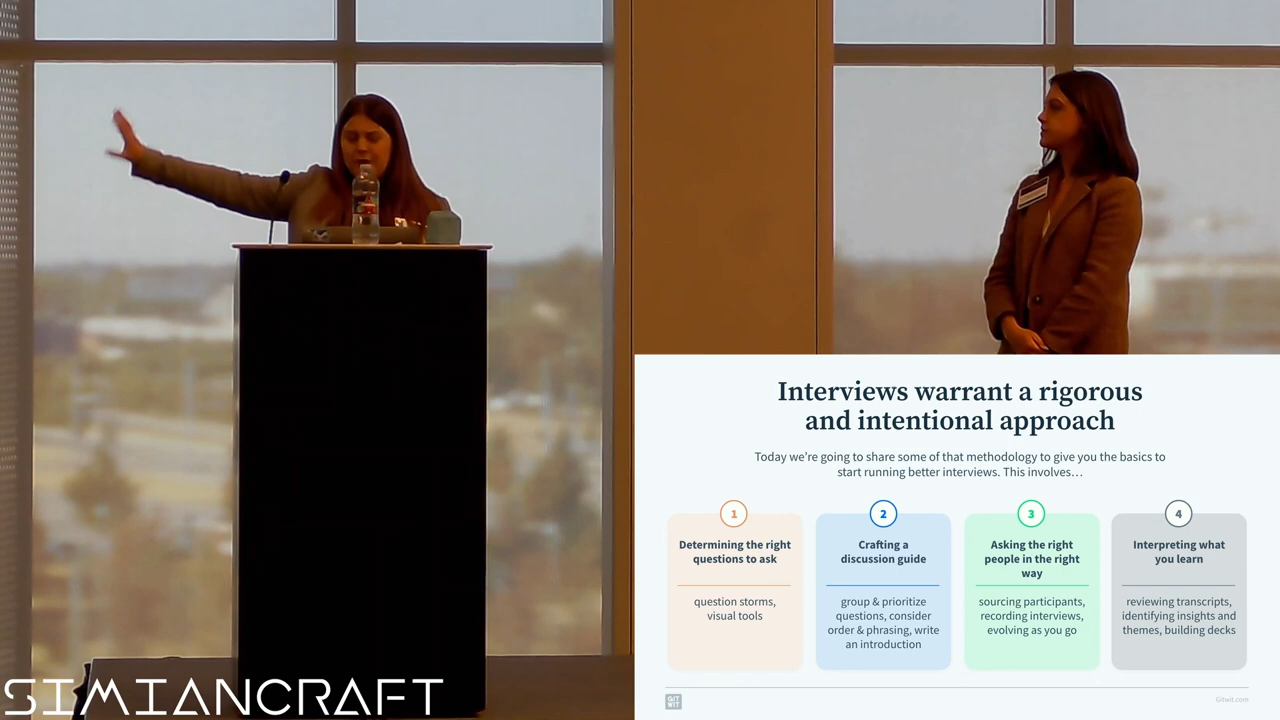 Interviews warrant a rigorous
and intentional approach
Today we're going to share some of that methodology to give you the basics to
start running better interviews. This involves…
1
Determining the right
questions to ask
question storms,
visual tools
2
Crafting a
discussion guide
group & prioritize
questions, consider
order & phrasing, write
an introduction
3
Asking the right
people in the right
way
sourcing participants,
recording interviews,
evolving as you go
4
Interpreting what
you learn
reviewing transcripts,
identifying insights and
themes, building decks
GIT
WIT
Gitwit.com
SIMIANCRAFT